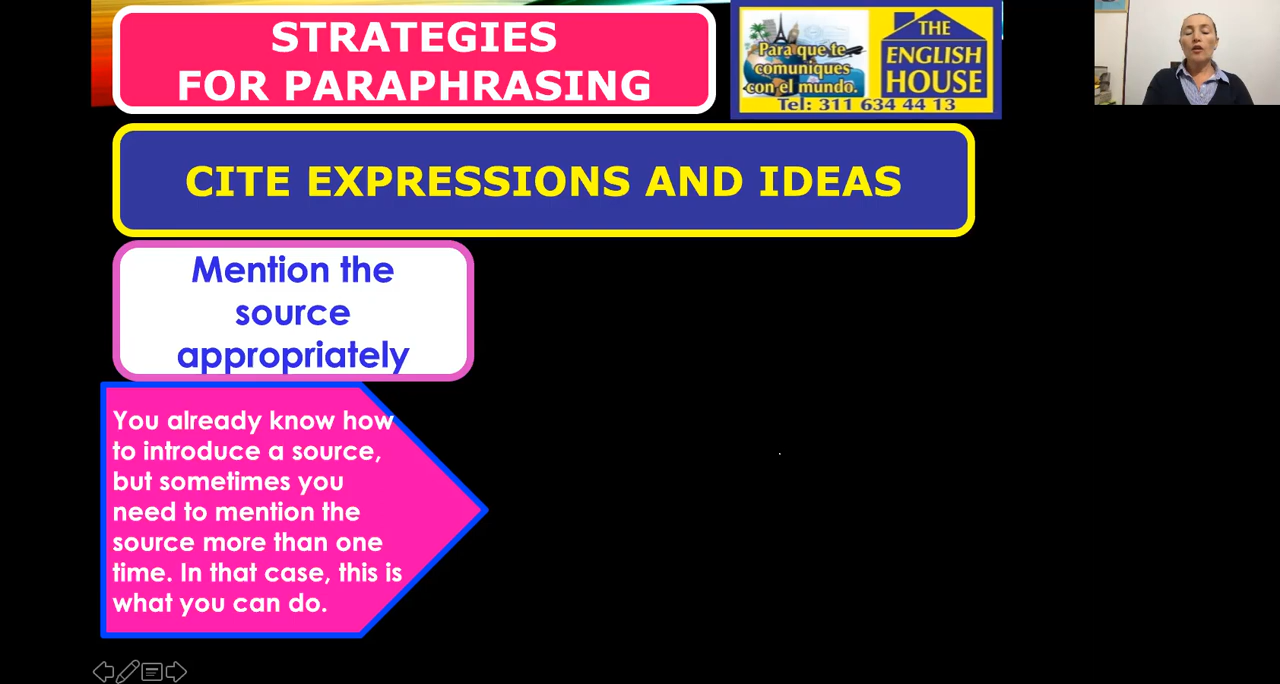 STRATEGIES
FOR PARAPHRASING
Para que te
comuniques
con el mundo.
THE
ENGLISH
HOUSE
Tel: 311 634 44 13
CITE EXPRESSIONS AND IDEAS
Mention the
source
appropriately
You already know how
to introduce a source,
but sometimes you
need to mention the
source more than one
time. In that case, this is
what you can do.